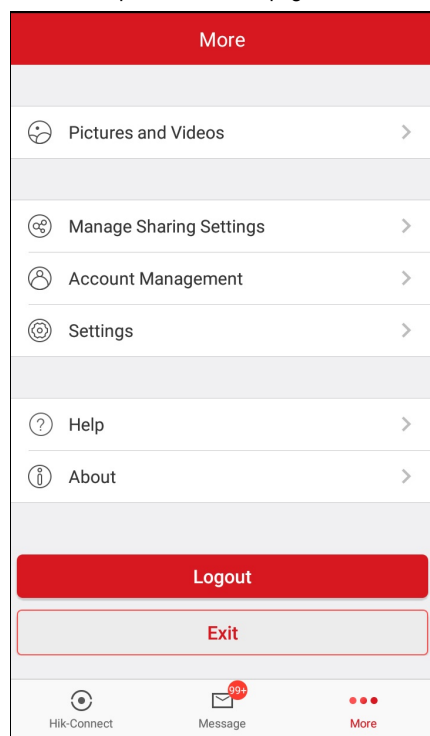 More
Pictures and Videos
Manage Sharing Settings
Account Management
Settings
Help
About
Logout
Exit
99+
Hik-Connect
Message
More